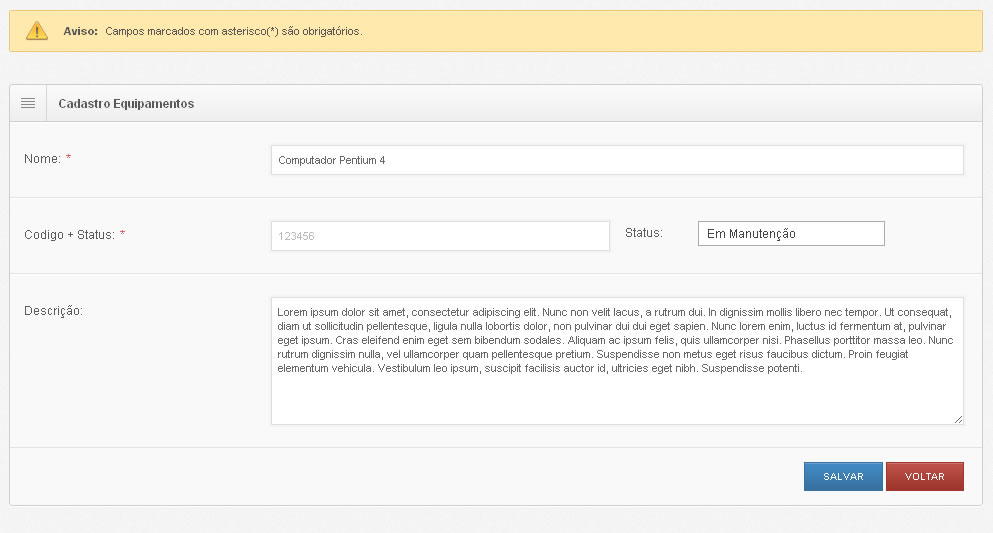 Aviso: Campos marcados com asterisco(*) são obrigatórios.
Cadastro Equipamentos
Nome: * Computador Pentium 4
Codigo + Status: * 123456 Status: Em Manutenção
Descrição:
Lorem ipsum dolor sit amet, consectetur adipiscing elit. Nunc non velit lacus, a rutrum dui. In dignissim mollis libero nec tempor. Ut consequat,
diam ut sollicitudin pellentesque, ligula nulla lobortis dolor, non pulvinar dui dui eget sapien. Nunc lorem enim, luctus id fermentum at, pulvinar
eget ipsum. Cras eleifend enim eget sem bibendum sodales. Aliquam ac ipsum felis, quis ullamcorper nisi. Phasellus porttitor massa leo. Nunc
rutrum dignissim nulla, vel ullamcorper quam pellentesque pretium. Suspendisse non metus eget risus faucibus dictum. Proin feugiat
elementum vehicula. Vestibulum leo ipsum, suscipit facilisis auctor id, ultricies eget nibh. Suspendisse potenti.
SALVAR VOLTAR